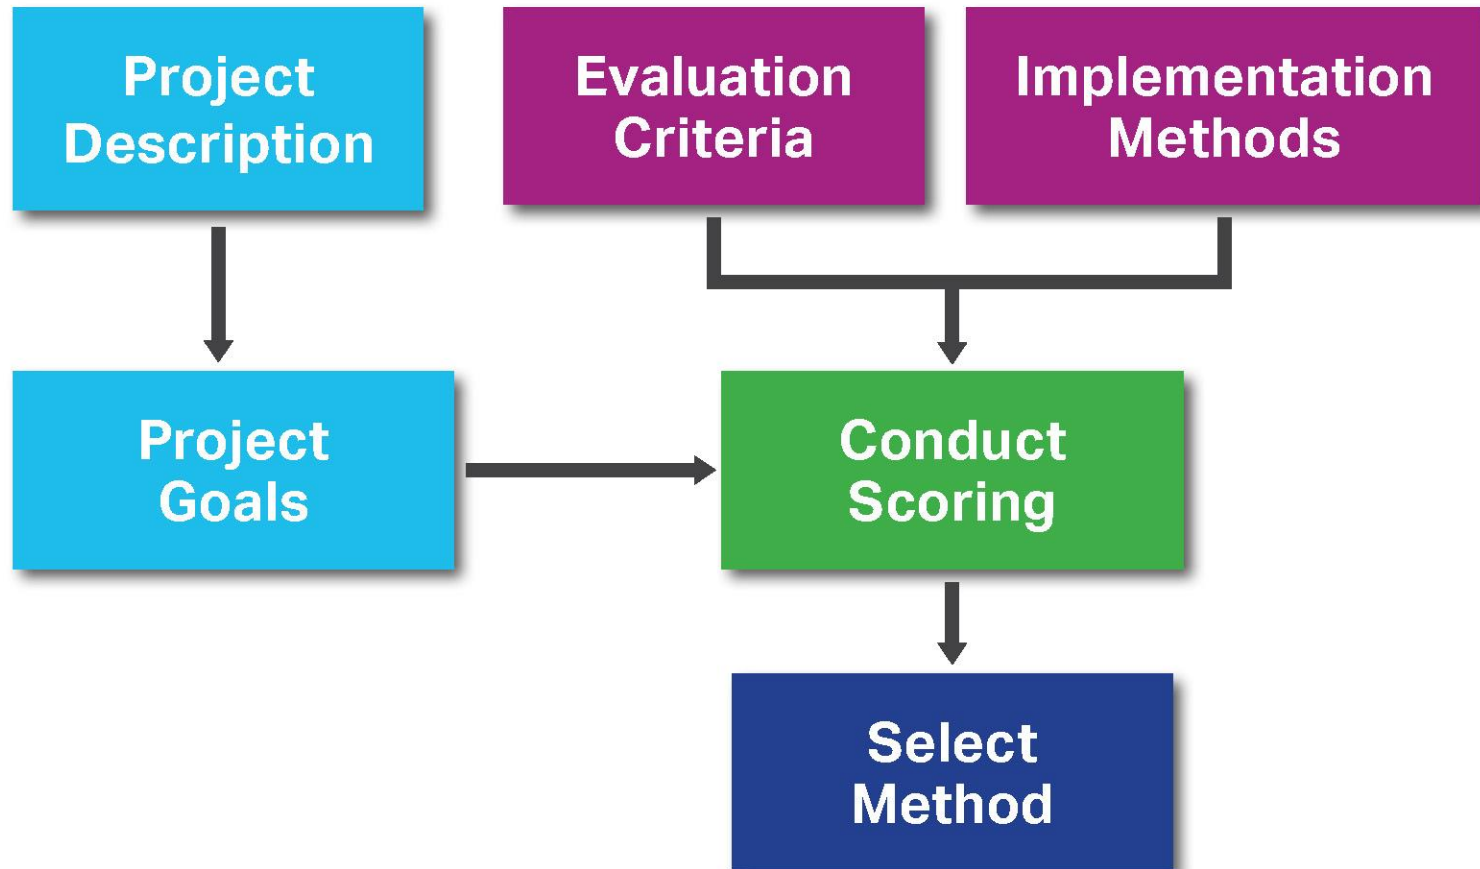 Project
Description
Evaluation
Criteria
Implementation
Methods
Project
Goals
Conduct
Scoring
Select
Method